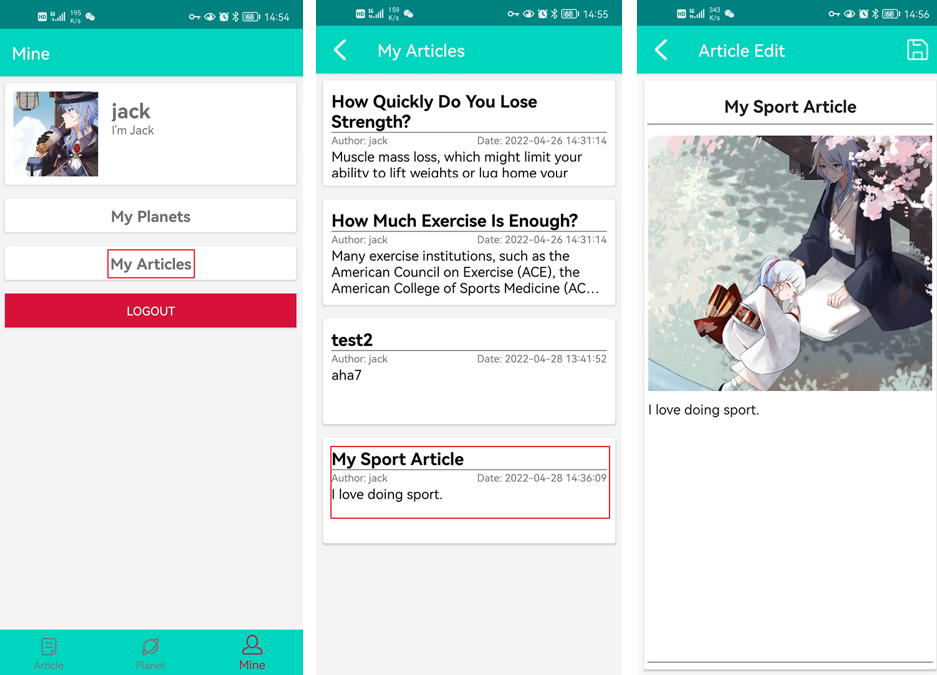 HD 195 K/s 68 14:54
Mine
jack
I'm Jack
My Planets
My Articles
LOGOUT
Article Planet Mine
HD 159 K/s 68 14:55
My Articles
How Quickly Do You Lose
Strength?
Author: jack Date: 2022-04-26 14:31:14
Muscle mass loss, which might limit your
ability to lift weights or lug home your
How Much Exercise Is Enough?
Author: jack Date: 2022-04-26 14:31:14
Many exercise institutions, such as the
American Council on Exercise (ACE), the
American College of Sports Medicine (AC...
test2
Author: jack Date: 2022-04-28 13:41:52
aha7
My Sport Article
Author: jack Date: 2022-04-28 14:36:09
I love doing sport.
HD 343 K/s 68 14:56
Article Edit
My Sport Article
I love doing sport.